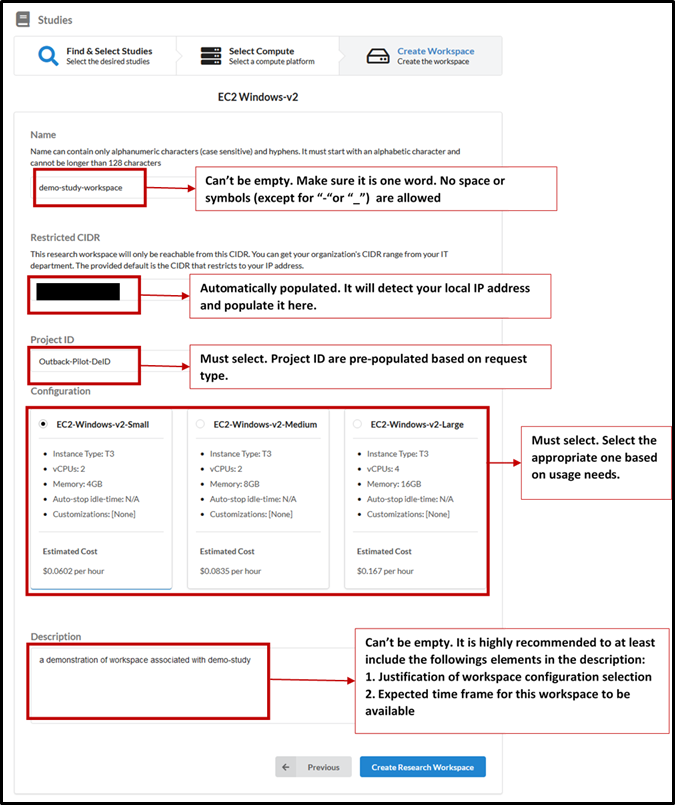 Studies
Find & Select Studies
Select the desired studies
Select Compute
Select a compute platform
Create Workspace
Create the workspace
EC2 Windows-v2
Name
Name can contain only alphanumeric characters (case sensitive) and hyphens. It must start with an alphabetic character and
cannot be longer than 128 characters
demo-study-workspace
Can't be empty. Make sure it is one word. No space or
symbols (except for "-"or "_")  are allowed
Restricted CIDR
This research workspace will only be reachable from this CIDR. You can get your organization's CIDR range from your IT
department. The provided default is the CIDR that restricts to your IP address.
Automatically populated. It will detect your local IP address
and populate it here.
Project ID
Outback-Pilot-DeID
Must select. Project ID are pre-populated based on request
type.
Configuration
EC2-Windows-v2-Small
• Instance Type: T3
• vCPUs: 2
• Memory: 4GB
• Auto-stop idle-time: N/A
• Customizations: [None]
Estimated Cost
$0.0602 per hour
EC2-Windows-v2-Medium
• Instance Type: T3
• vCPUs: 2
• Memory: 8GB
• Auto-stop idle-time: N/A
• Customizations: [None]
Estimated Cost
$0.0835 per hour
EC2-Windows-v2-Large
• Instance Type: T3
• vCPUs: 4
• Memory: 16GB
• Auto-stop idle-time: N/A
• Customizations: [None]
Estimated Cost
$0.167 per hour
Must select. Select the
appropriate one based
on usage needs.
Description
a demonstration of workspace associated with demo-study
Can't be empty. It is highly recommended to at least
include the followings elements in the description:
1. Justification of workspace configuration selection
2. Expected time frame for this workspace to be
available
Previous
Create Research Workspace